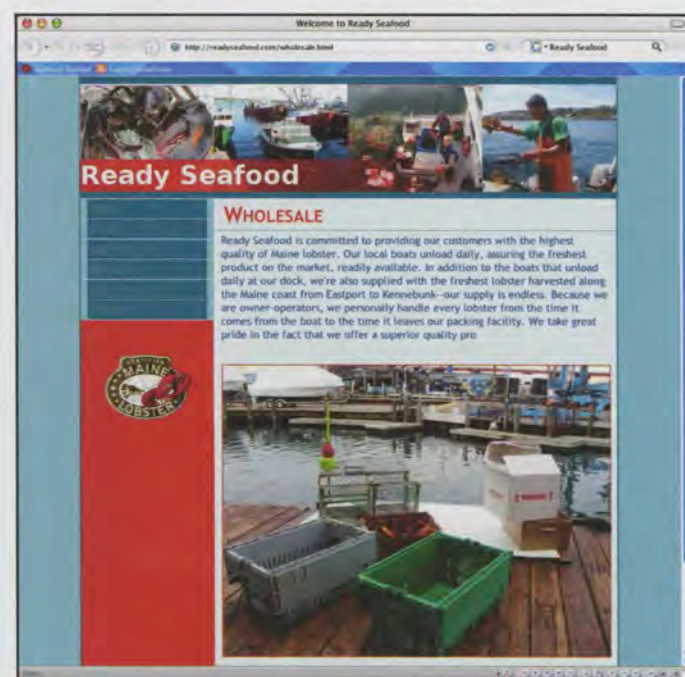 Welcome to Ready Seafood
http://readyseafood.com/wholesale.html
Ready Seafood
Ready Seafood
WHOLESALE
Ready Seafood is committed to providing our customers with the highest
quality of Maine lobster. Our local boats unload daily, assuring the freshest
product on the market, readily available. In addition to the boats that unload
daily at our dock, we're also supplied with the freshest lobster harvested along
the Maine coast from Eastport to Kennebunk--our supply is endless. Because we
are owner-operators, we personally handle every lobster from the time it
comes from the boat to the time it leaves our packing facility. We take great
pride in the fact that we offer a superior quality pro
CERTIFIED
MAINE
LOBSTER